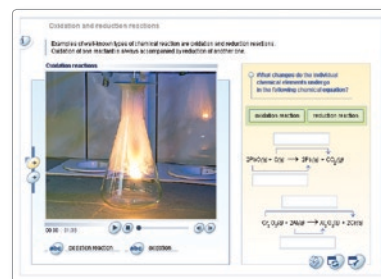 Oxidation and reduction reactions
Examples of well-known types of chemical reaction are oxidation and reduction reactions.
Oxidation of one reactant is always accompanied by reduction of another one.
Oxidation reactions
What changes do the individual
chemical elements undergo
in the following chemical equation?
oxidation reaction
reduction reaction
00:00
oxidation reaction
oxidation